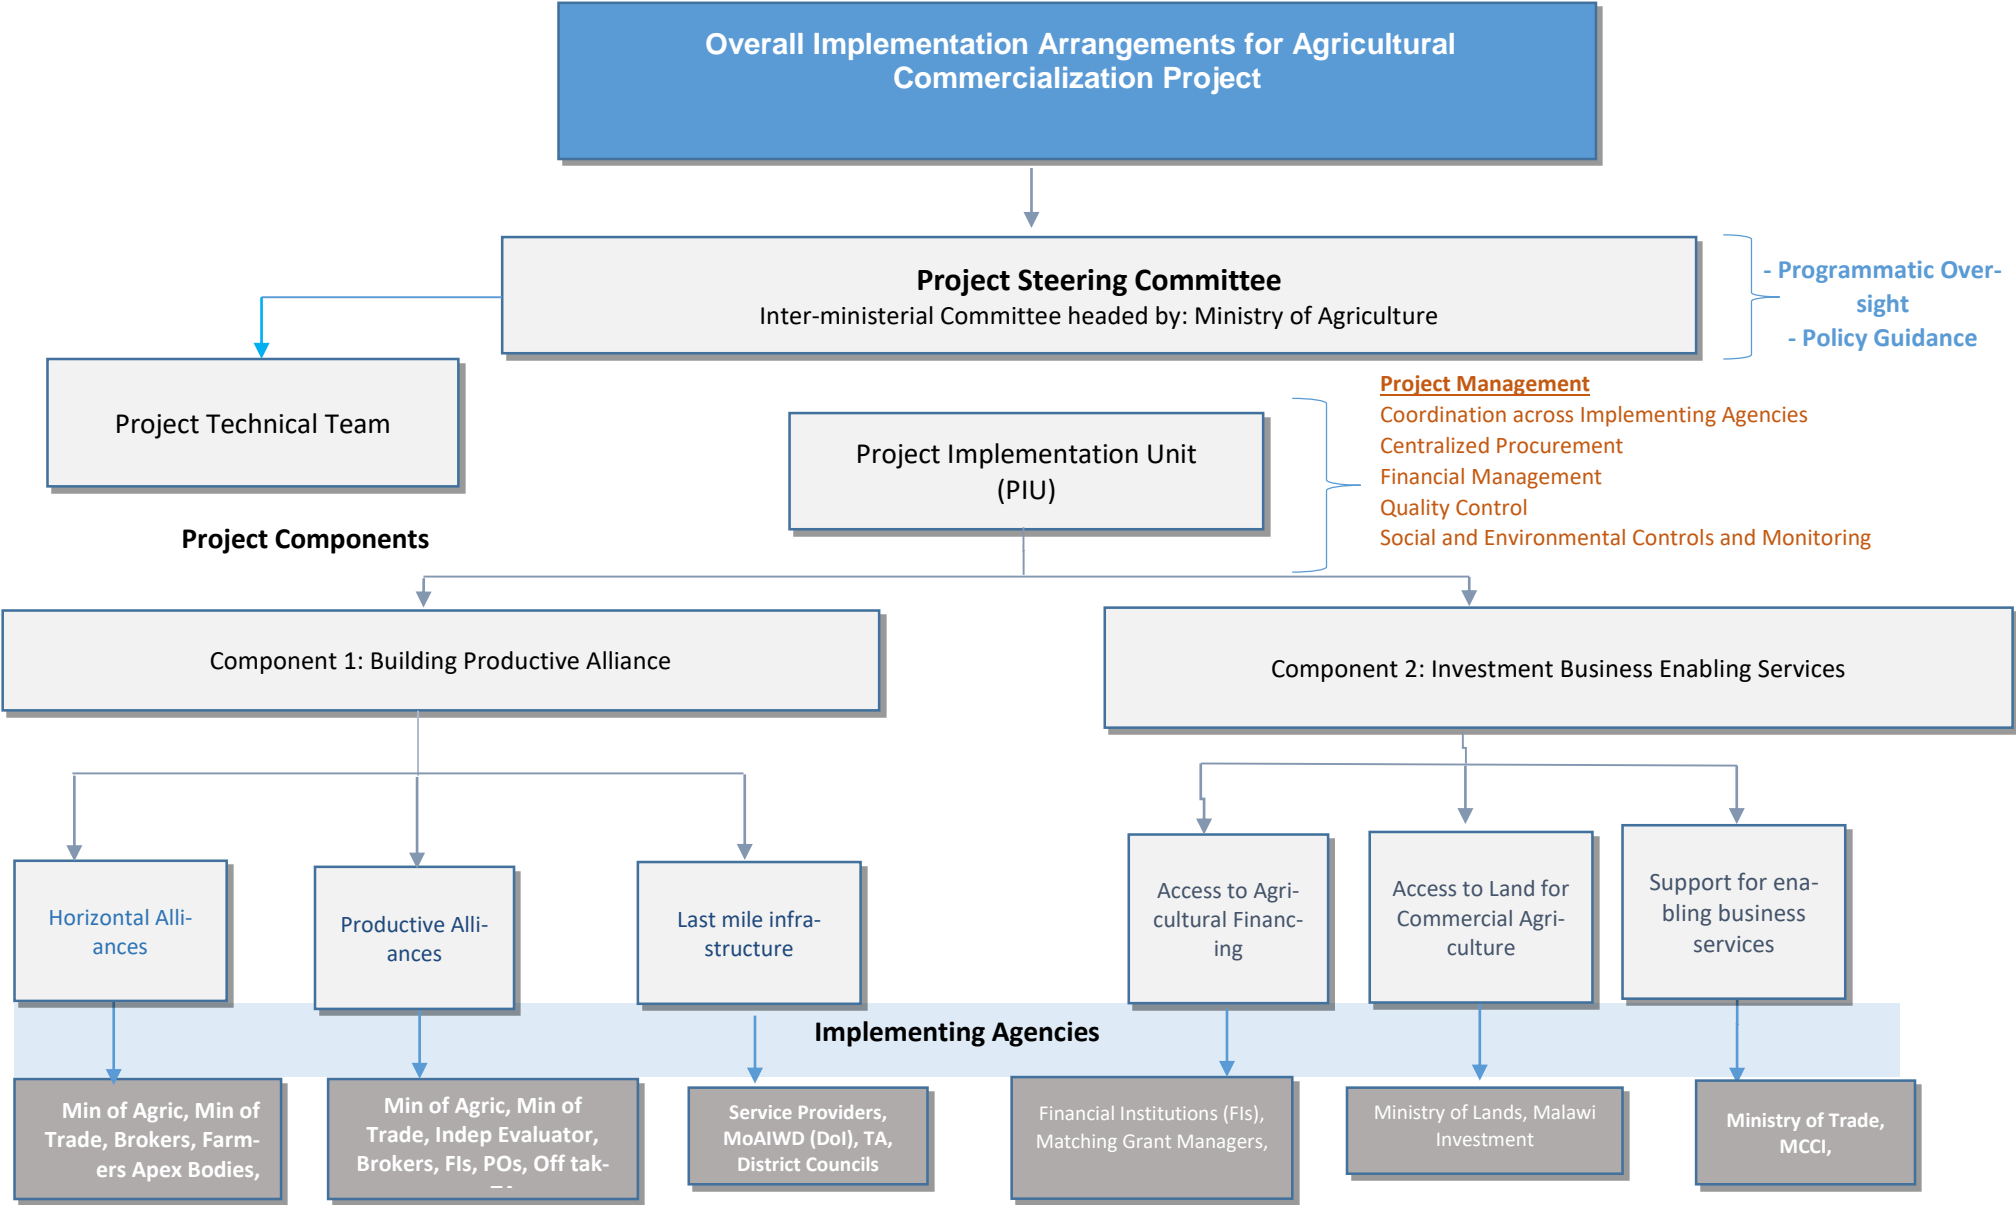 Overall Implementation Arrangements for Agricultural
Commercialization Project
Project Steering Committee
Inter-ministerial Committee headed by: Ministry of Agriculture
- Programmatic Over-
sight
- Policy Guidance
Project Technical Team
Project Implementation Unit
(PIU)
Project Management
Coordination across Implementing Agencies
Centralized Procurement
Financial Management
Quality Control
Social and Environmental Controls and Monitoring
Project Components
Component 1: Building Productive Alliance
Component 2: Investment Business Enabling Services
Horizontal Alli-
ances
Productive Alli-
ances
Last mile infra-
structure
Access to Agri-
cultural Financ-
ing
Access to Land for
Commercial Agri-
culture
Support for ena-
bling business
services
Implementing Agencies
Min of Agric, Min of
Trade, Brokers, Farm-
ers Apex Bodies,
Min of Agric, Min of
Trade, Indep Evaluator,
Brokers, FIs, POs, Off tak-
Service Providers,
MoAIWD (DoI), TA,
District Councils
Financial Institutions (FIs),
Matching Grant Managers,
Ministry of Lands, Malawi
Investment
Ministry of Trade,
MCCI,